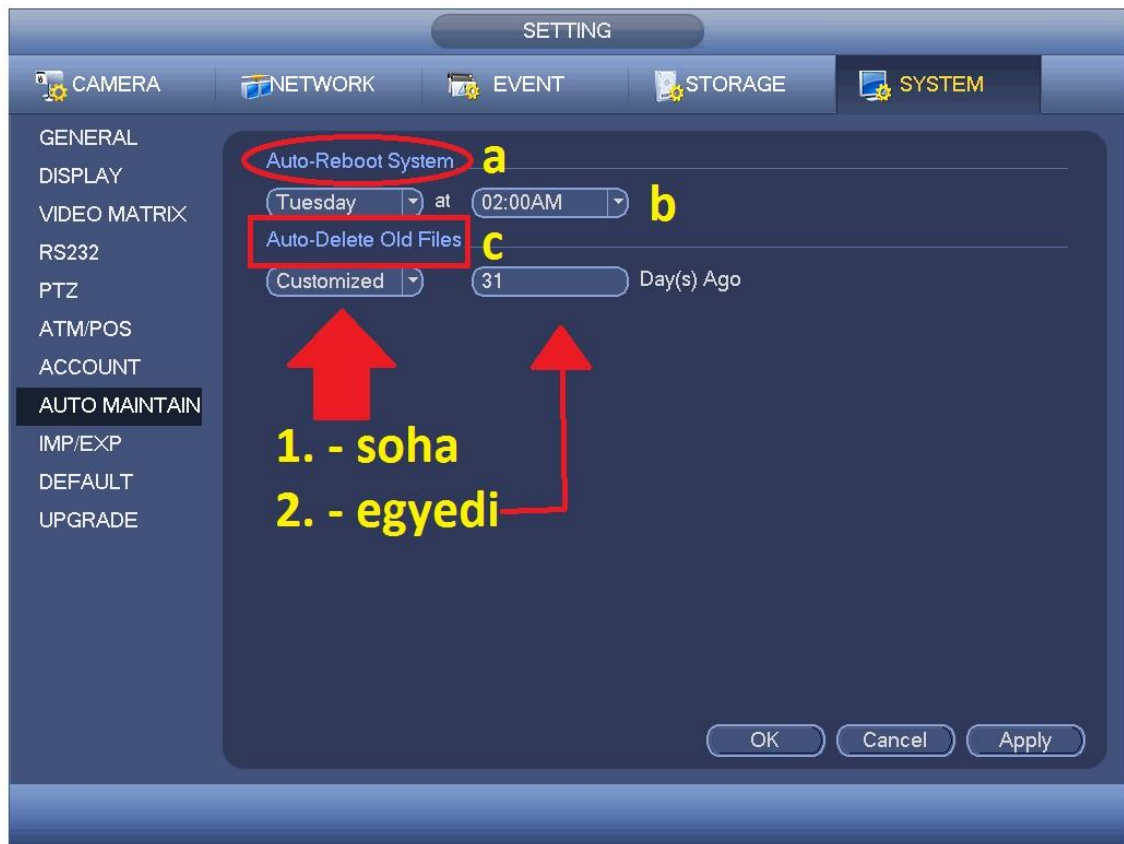 SETTING
CAMERA NETWORK EVENT STORAGE SYSTEM
GENERAL
DISPLAY
VIDEO MATRIX
RS232
PTZ
ATM/POS
ACCOUNT
AUTO MAINTAIN
IMP/EXP
DEFAULT
UPGRADE
Auto-Reboot System a
Tuesday at 02:00AM b
Auto-Delete Old Files c
Customized 31 Day(s) Ago
1. - soha
2. - egyedi
OK Cancel Apply